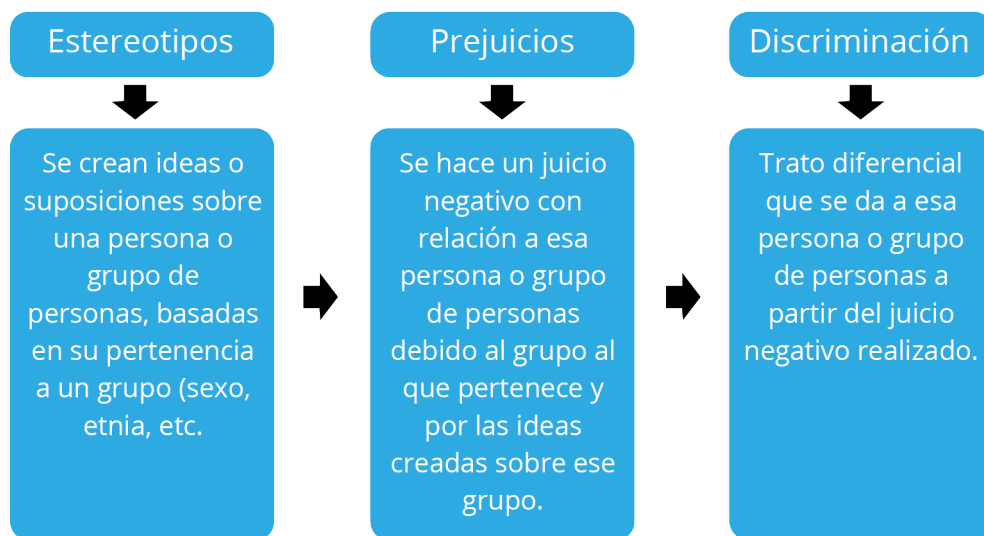 Estereotipos
Se crean ideas o
suposiciones sobre
una persona o
grupo de
personas, basadas
en su pertenencia
a un grupo (sexo,
etnia, etc.
Prejuicios
Se hace un juicio
negativo con
relación a esa
persona o grupo
de personas
debido al grupo al
que pertenece y
por las ideas
creadas sobre ese
grupo.
Discriminación
Trato diferencial
que se da a esa
persona o grupo
de personas a
partir del juicio
negativo realizado.